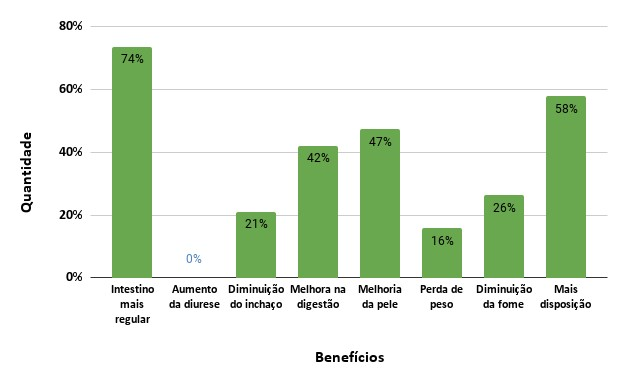 80%
60%
40%
20%
0%
Quantidade
74%
0%
21%
42%
47%
16%
26%
58%
Intestino
mais
regular
Aumento
da diurese
Diminuição
do inchaço
Melhora na
digestão
Melhoria
da pele
Perda de
peso
Diminuição
da fome
Mais
disposição
Benefícios